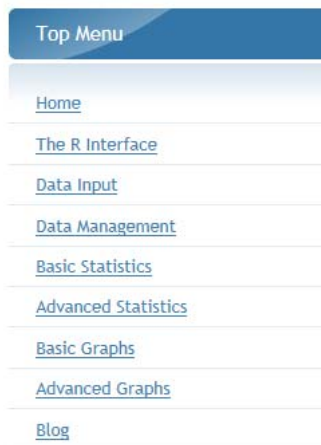 Top Menu
Home
The R Interface
Data Input
Data Management
Basic Statistics
Advanced Statistics
Basic Graphs
Advanced Graphs
Blog